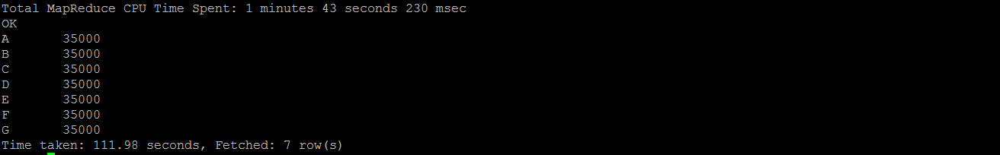 Total MapReduce CPU Time Spent: 1 minutes 43 seconds 230 msec
OK
A       35000
B       35000
C       35000
D       35000
E       35000
F       35000
G       35000
Time taken: 111.98 seconds, Fetched: 7 row(s)